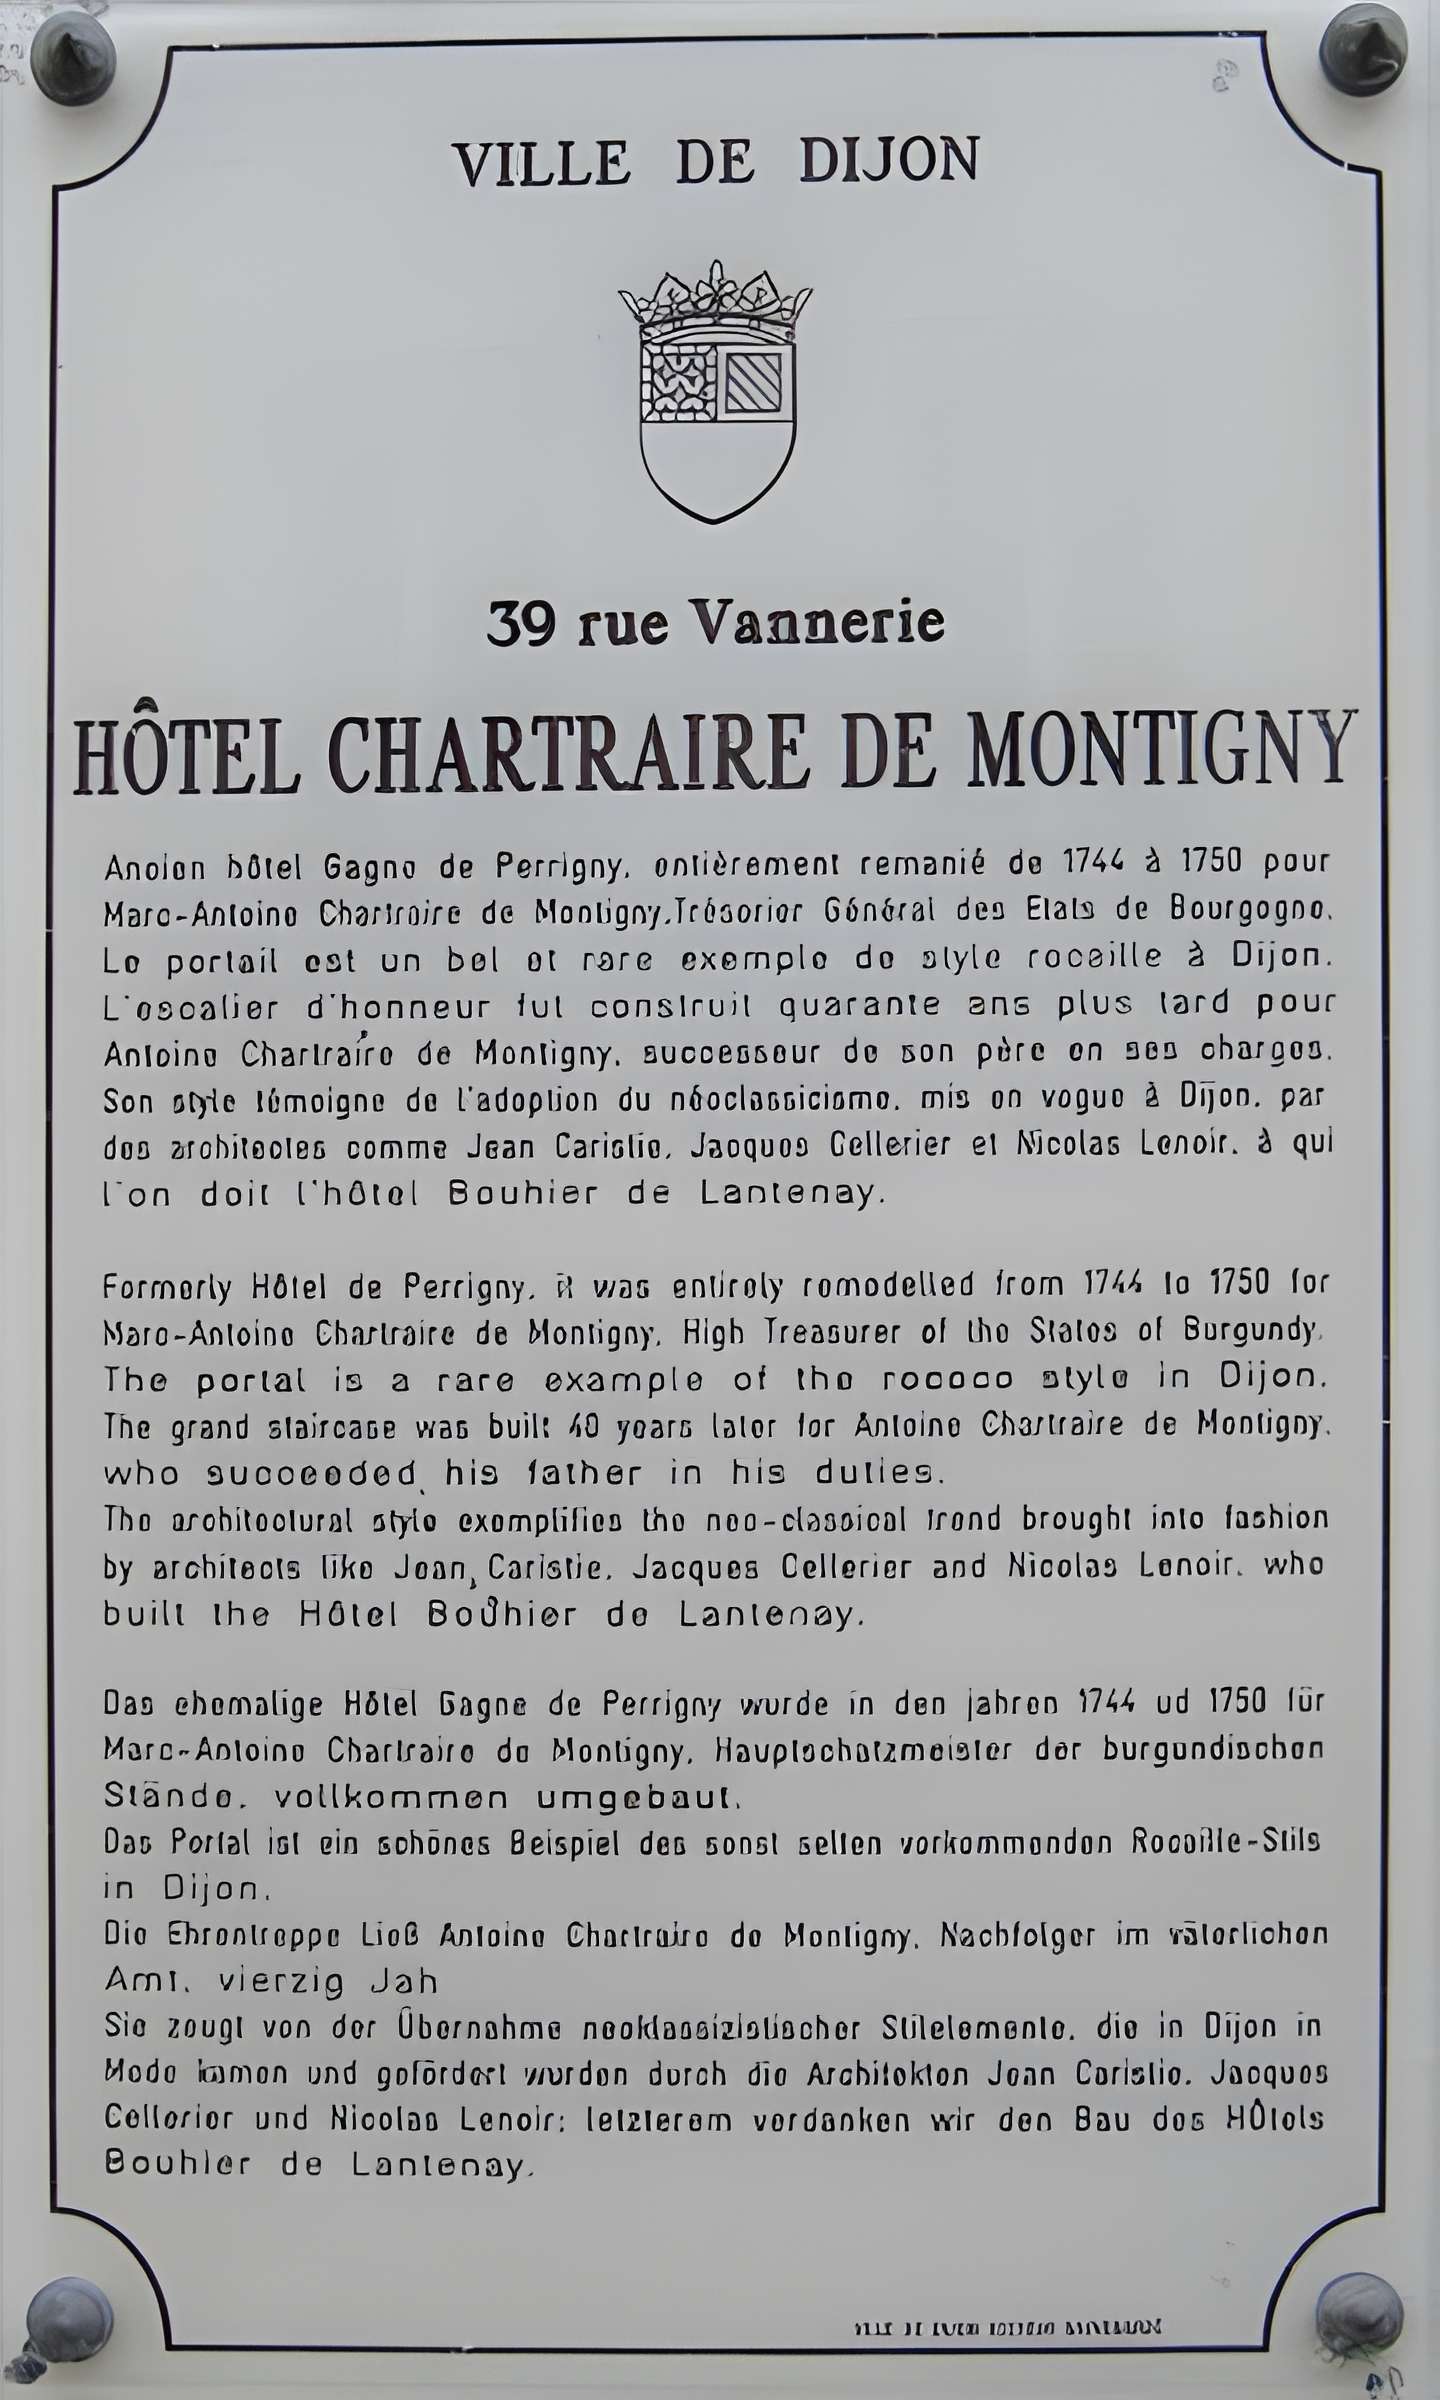 VILLE DE DIJON
39 rue Vannerie
HÔTEL CHARTRAIRE DE MONTIGNY
Ancien hôtel Gagne de Perrigny, entièrement remanié de 1744 à 1750 pour
Marc-Antoine Chartraire de Montigny,Trésorier Général des Etats de Bourgogne.
Le portail est un bel et rare exemple de style rocaille à Dijon.
L'escalier d'honneur fut construit quarante ans plus tard pour
Antoine Chartraire de Montigny, successeur de son père en ses charges.
Son style témoigne de l'adoption du néoclassicisme, mis en vogue à Dijon, par
des architectes comme Jean Caristie, Jacques Cellerier et Nicolas Lenoir, à qui
l'on doit l'hôtel Bouhier de Lantenay.
Formerly Hôtel de Perrigny, it was entirely remodelled from 1744 to 1750 for
Marc-Antoine Chartraire de Montigny, High Treasurer of the States of Burgundy.
The portal is a rare example of the rococo style in Dijon.
The grand staircase was built 40 years later for Antoine Chartraire de Montigny,
who succeeded his father in his duties.
The architectural style exemplifies the neo-classical trend brought into fashion
by architects like Jean Caristie, Jacques Cellerier and Nicolas Lenoir, who
built the Hôtel Bouhier de Lantenay.
Das ehemalige Hôtel Gagne de Perrigny wurde in den jahren 1744 ud 1750 für
Marc-Antoine Chartraire de Montigny, Hauptschatzmeister der burgundischen
Stände, vollkommen umgebaut.
Das Portal ist ein schönes Beispiel des sonst selten vorkommenden Rocaille-Stils
in Dijon.
Die Ehrentreppe Ließ Antoine Chartraire de Montigny, Nachfolger im väterlichen
Amt, vierzig Jah
Sie zeugt von der Übernahme neoklassizistischer Stilelemente, die in Dijon in
Mode kamen und gefördert wurden durch die Architekten Jean Caristie, Jacques
Cellerier und Nicolas Lenoir; letzterem verdanken wir den Bau des HÔtels
Bouhier de Lantenay.